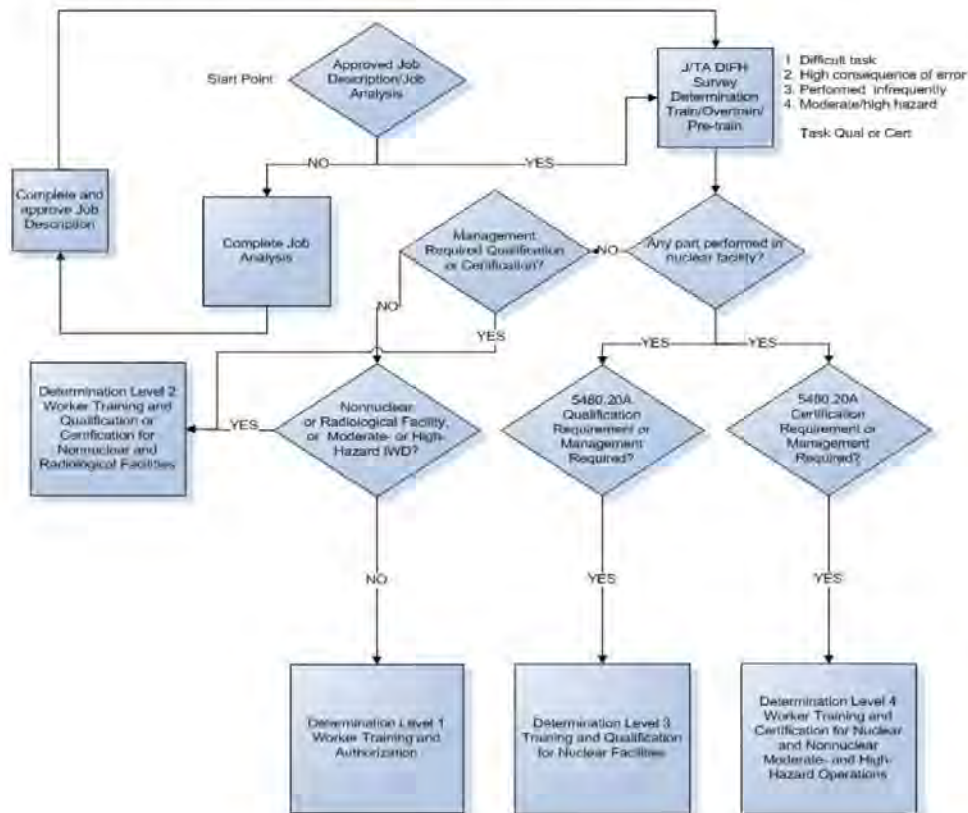 Start Point
Approved Job
Description/Job
Analysis
J/TA DIFH
Survey
Determination
Train/Overtrain/
Pre-train
1 Difficult task
2. High consequence of error
3. Performed infrequently
4. Moderate/high hazard
Task Qual or Cert
NO
YES
Complete and
approve Job
Description
Complete Job
Analysis
Management
Required Qualification
or Certification?
NO
Any part performed in
nuclear facility?
NO
YES
YES
YES
Determination Level 2
Worker Training and
Qualification or
Certification for
Nonnuclear and
Radiological Facilities
YES
Nonnuclear
or Radiological Facility,
or Moderate- or High-
Hazard IWD?
5480.20A
Qualification
Requirement or
Management
Required?
5480.20A
Certification
Requirement or
Management
Required?
NO
YES
YES
Determination Level 1
Worker Training and
Authorization
Determination Level 3
Training and Qualification
for Nuclear Facilities
Determination Level 4
Worker Training and
Certification for Nuclear
and Nonnuclear
Moderate- and High-
Hazard Operations